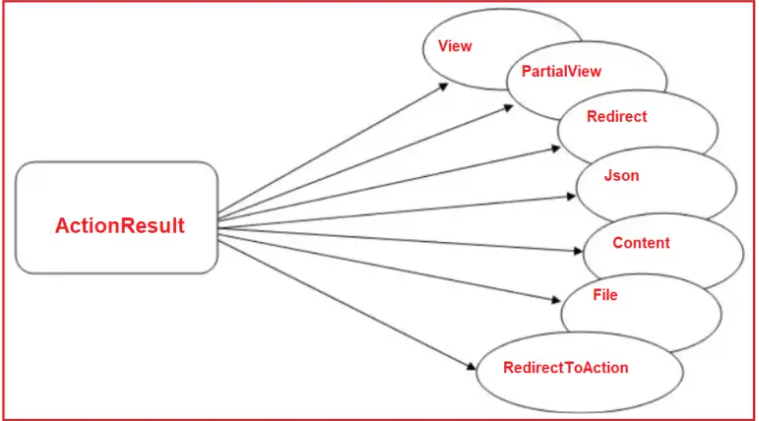 View
PartialView
Redirect
Json
ActionResult
Content
File
RedirectToAction